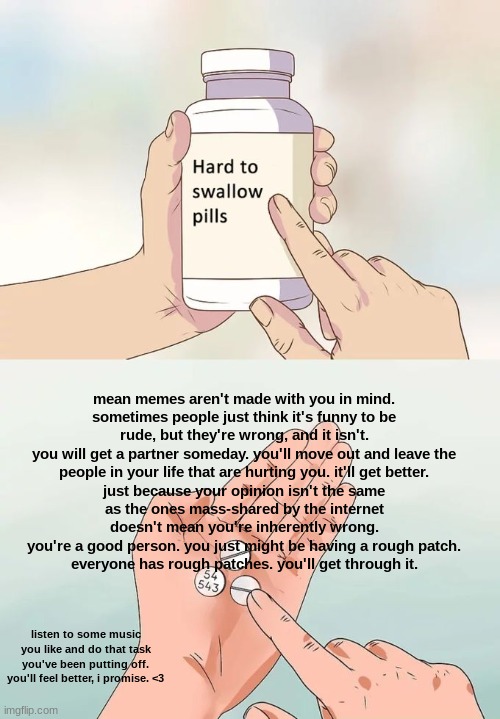 Hard to
swallow
pills
mean memes aren't made with you in mind.
sometimes people just think it's funny to be
rude, but they're wrong, and it isn't.
you will get a partner someday. you'll move out and leave the
people in your life that are hurting you. it'll get better.
just because your opinion isn't the same
as the ones mass-shared by the internet
doesn't mean you're inherently wrong.
you're a good person. you just might be having a rough patch.
everyone has rough patches. you'll get through it.
54
543
listen to some music
you like and do that task
you've been putting off.
you'll feel better, i promise. <3
imgflip.com